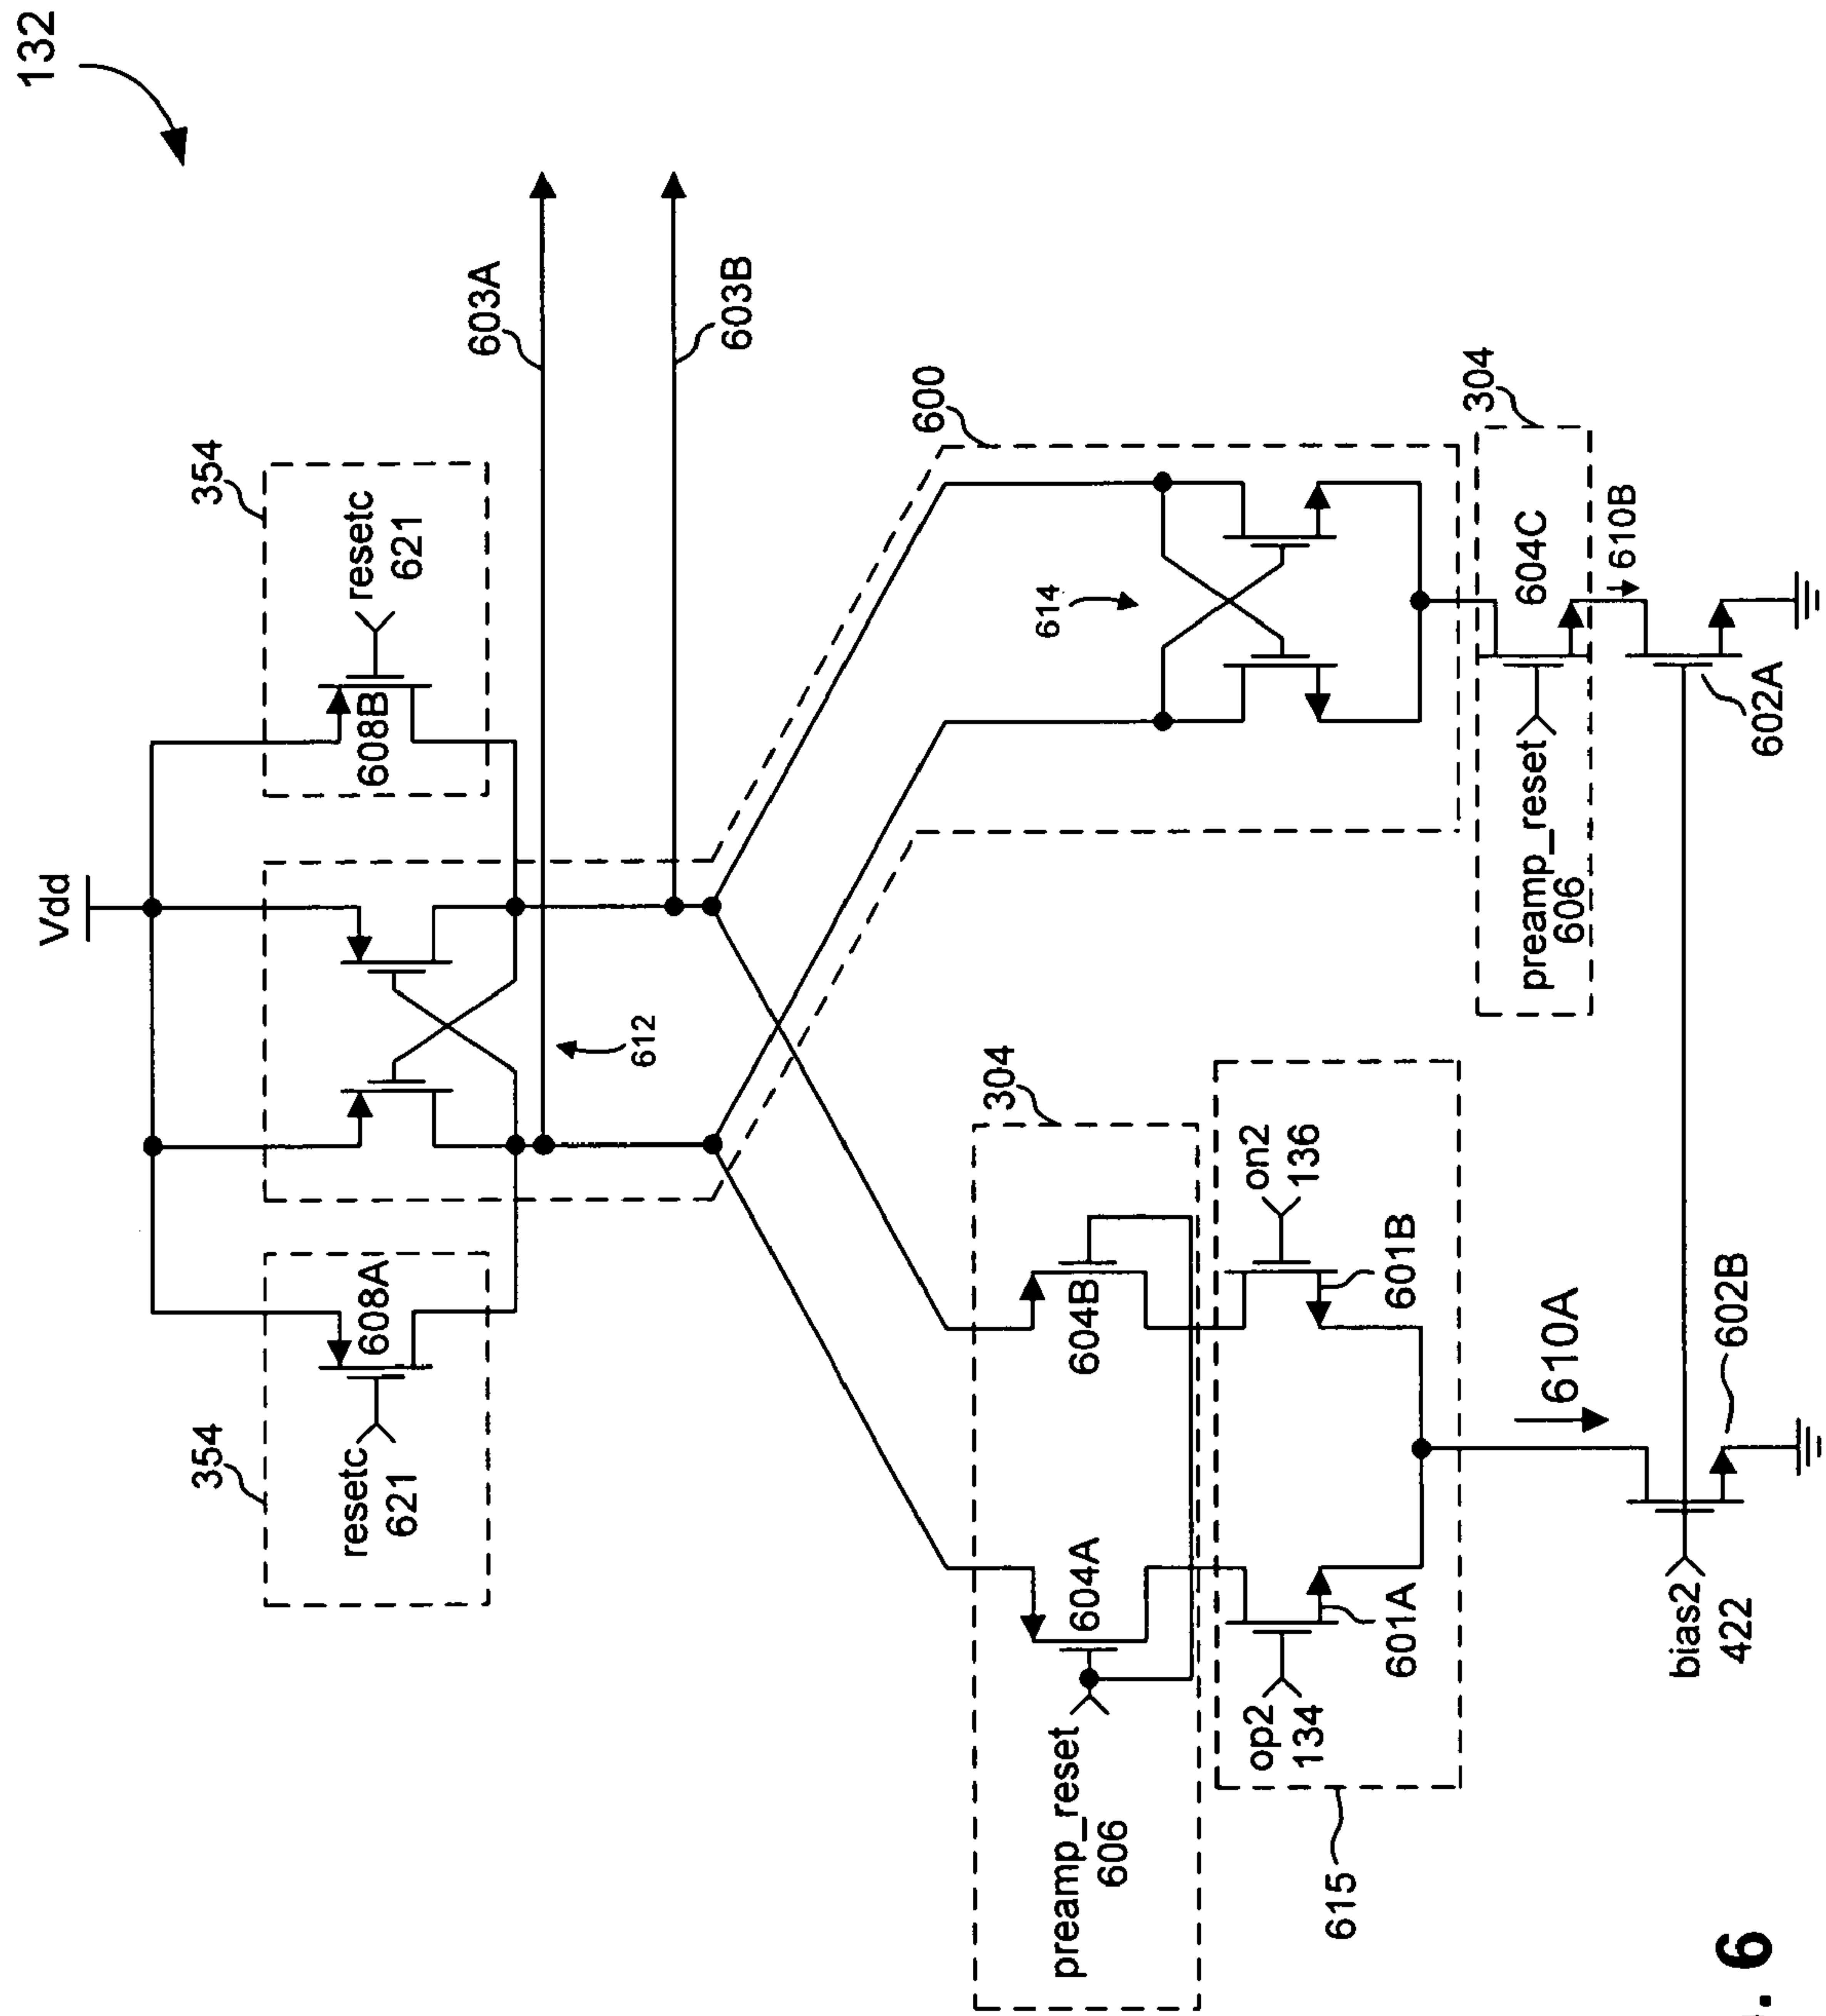 132
Vdd
354
resetc
621
608A
608B
354
resetc
621
603A
603B
612
600
614
304
preamp_reset
606
604A
604B
op2
134
on2
136
601A
601B
615
304
preamp_reset
606
604C
610B
610A
bias2
422
602B
602A
. 6